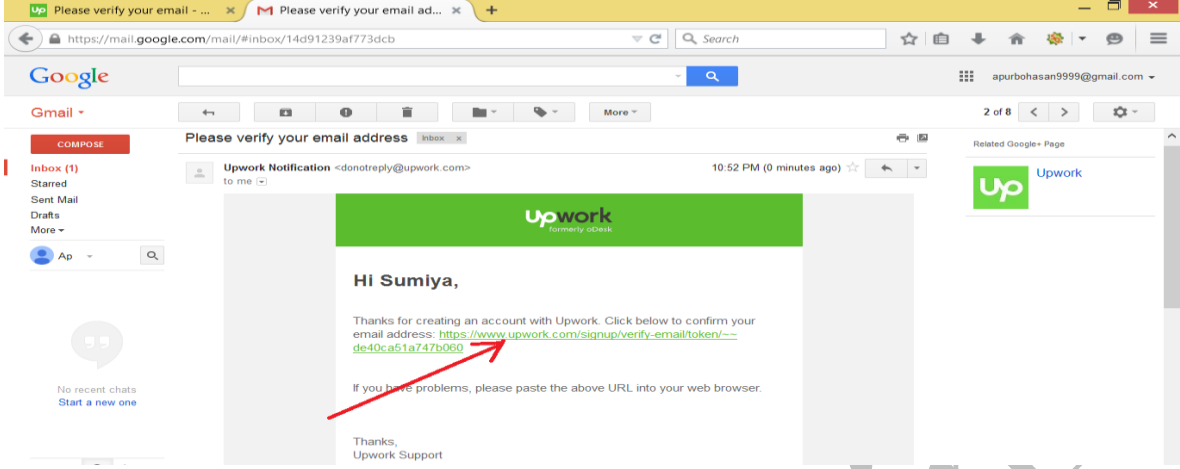 Please verify your email - ...
Please verify your email ad...
https://mail.google.com/mail/#inbox/14d91239af773dcb
Search
Google
apurbohasan9999@gmail.com
Gmail
More
2 of 8
COMPOSE
Please verify your email address
Inbox x
Related Google+ Page
Inbox (1)
Starred
Sent Mail
Drafts
More
Upwork Notification <donotreply@upwork.com>
10:52 PM (0 minutes ago)
to me
Up
Upwork
Upwork
formerly oDesk
Ap
Hi Sumiya,
Thanks for creating an account with Upwork. Click below to confirm your
email address: https://www.upwork.com/signup/verify-email/token/~~
de40ca51a747b060
If you have problems, please paste the above URL into your web browser.
No recent chats
Start a new one
Thanks,
Upwork Support